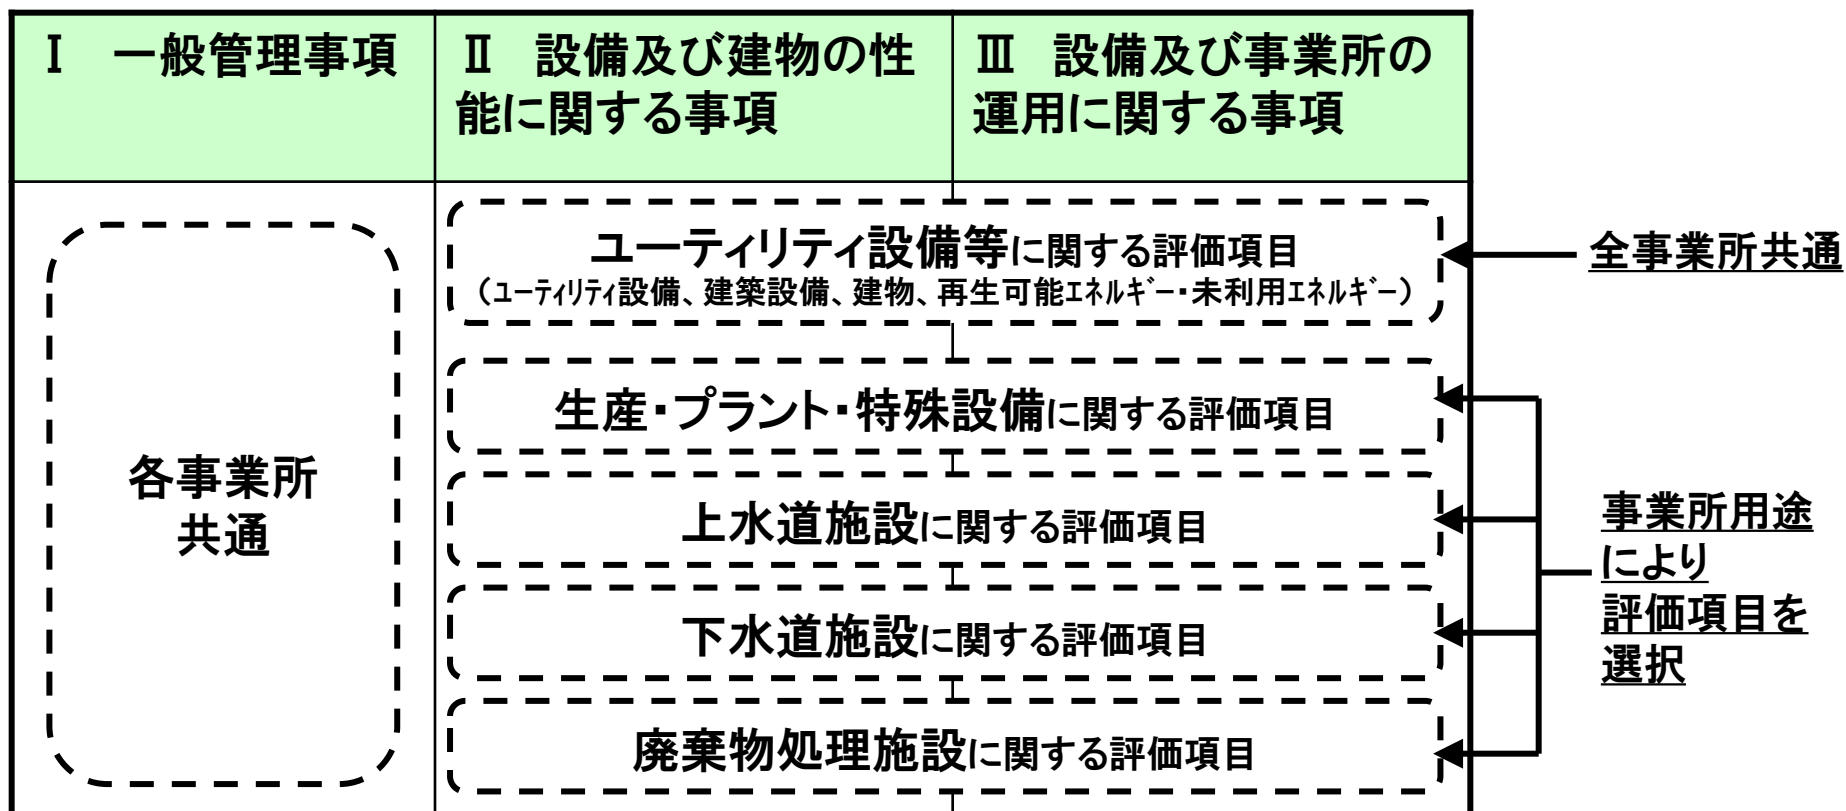 Ⅰ 一般管理事項
Ⅱ 設備及び建物の性
能に関する事項
Ⅲ 設備及び事業所の
運用に関する事項
各事業所
共通
ユーティリティ設備等に関する評価項目
（ﾕｰﾃｨﾘﾃｨ設備、建築設備、建物、再生可能ｴﾈﾙｷﾞｰ・未利用ｴﾈﾙｷﾞｰ）
生産・プラント・特殊設備に関する評価項目
上水道施設に関する評価項目
下水道施設に関する評価項目
廃棄物処理施設に関する評価項目
全事業所共通
事業所用途
により
評価項目を
選択